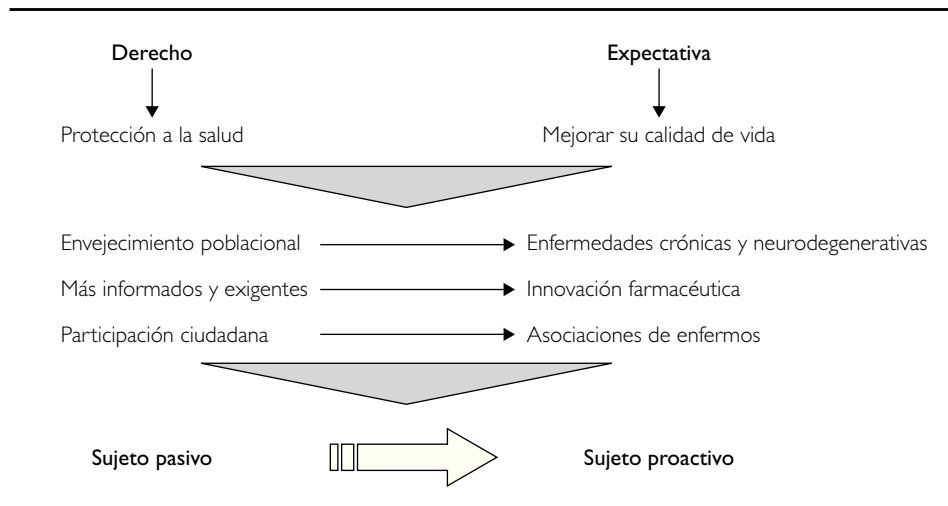 Derecho Expectativa
Protección a la salud Mejorar su calidad de vida
Envejecimiento poblacional Enfermedades crónicas y neurodegenerativas
Más informados y exigentes Innovación farmacéutica
Participación ciudadana Asociaciones de enfermos
Sujeto pasivo Sujeto proactivo